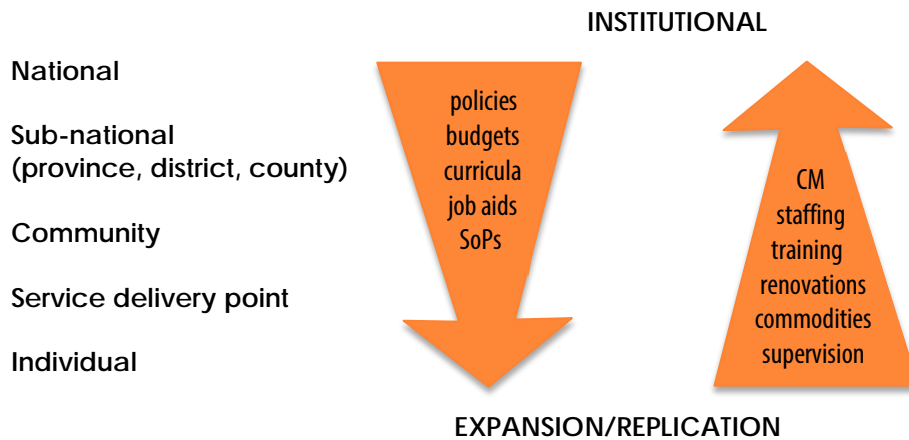 INSTITUTIONAL
National
Sub-national
(province, district, county)
Community
Service delivery point
Individual
policies
budgets
curricula
job aids
SoPs
CM
staffing
training
renovations
commodities
supervision
EXPANSION/REPLICATION